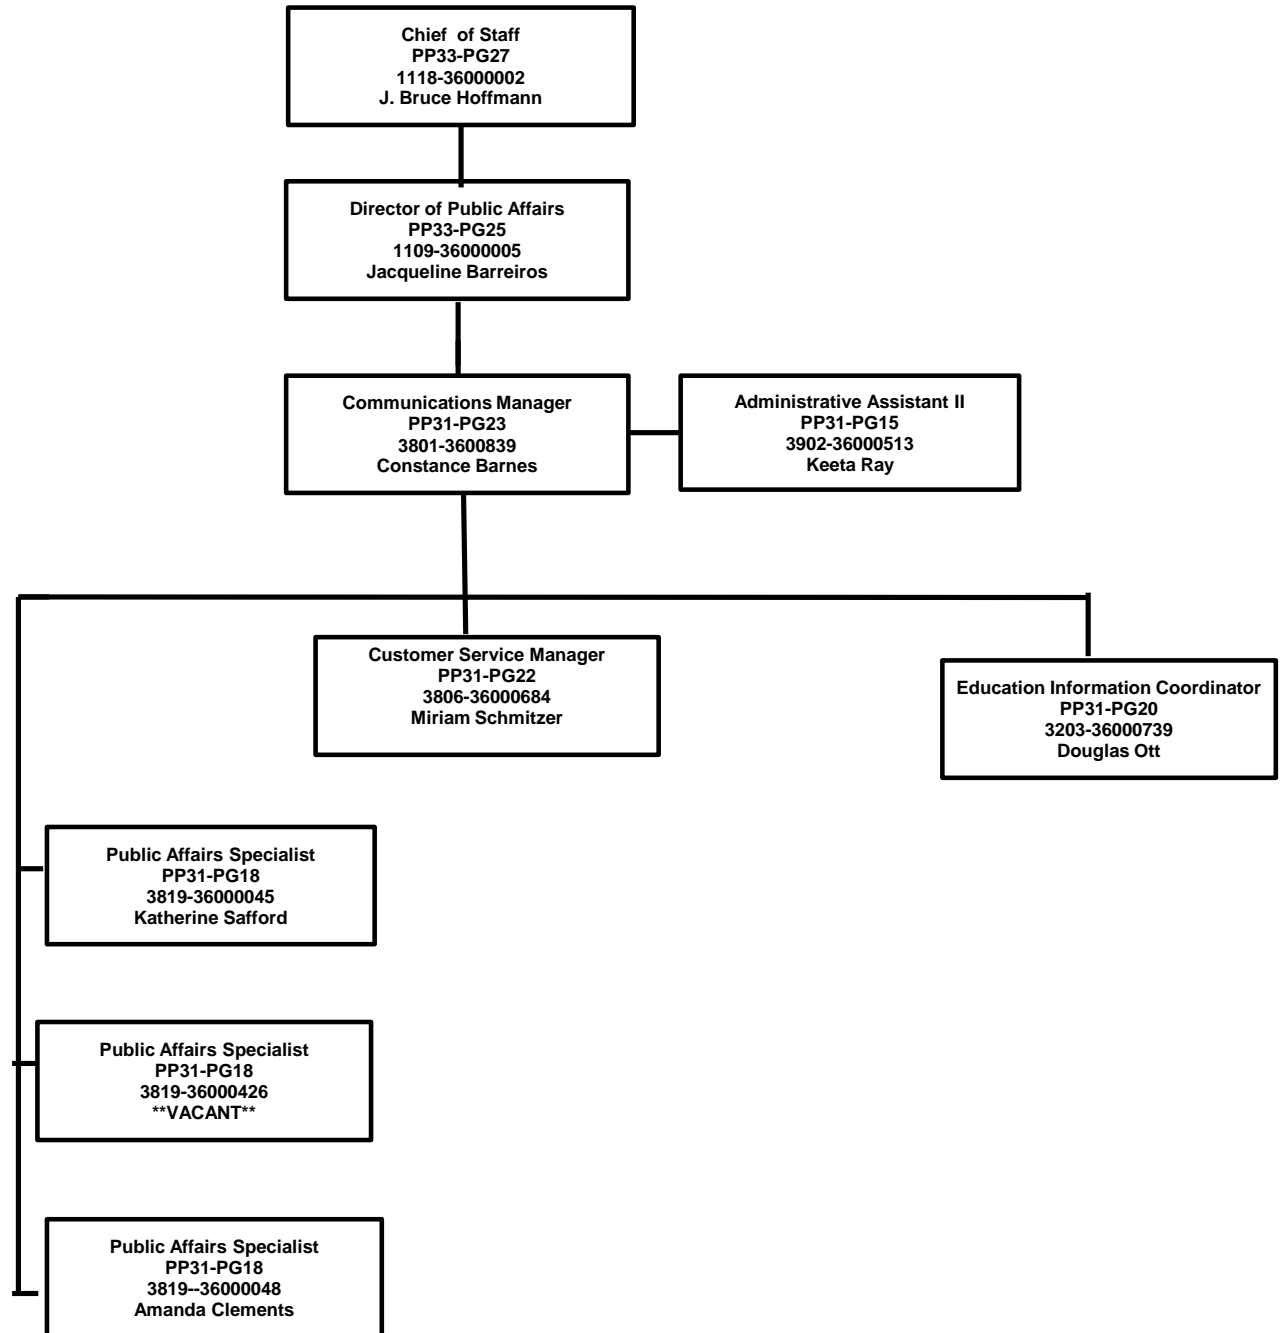 Chief  of Staff
PP33-PG27
1118-36000002
J. Bruce Hoffmann
Director of Public Affairs
PP33-PG25
1109-36000005
Jacqueline Barreiros
Communications Manager
PP31-PG23
3801-3600839
Constance Barnes
Administrative Assistant II
PP31-PG15
3902-36000513
Keeta Ray
Customer Service Manager
PP31-PG22
3806-36000684
Miriam Schmitzer
Education Information Coordinator
PP31-PG20
3203-36000739
Douglas Ott
Public Affairs Specialist
PP31-PG18
3819-36000045
Katherine Safford
Public Affairs Specialist
PP31-PG18
3819-36000426
**VACANT**
Public Affairs Specialist
PP31-PG18
3819--36000048
Amanda Clements